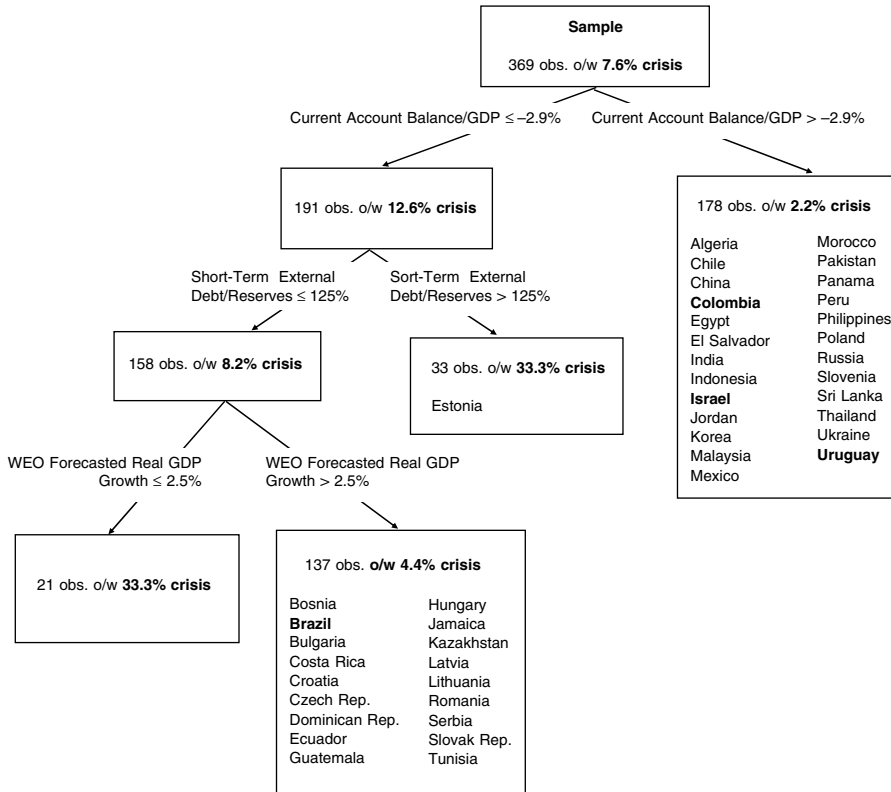 Sample
369 obs. o/w 7.6% crisis
Current Account Balance/GDP ≤ –2.9%
Current Account Balance/GDP > –2.9%
191 obs. o/w 12.6% crisis
178 obs. o/w 2.2% crisis
Algeria
Chile
China
Colombia
Egypt
El Salvador
India
Indonesia
Israel
Jordan
Korea
Malaysia
Mexico
Morocco
Pakistan
Panama
Peru
Philippines
Poland
Russia
Slovenia
Sri Lanka
Thailand
Ukraine
Uruguay
Short-Term External
Debt/Reserves ≤ 125%
Sort-Term External
Debt/Reserves > 125%
158 obs. o/w 8.2% crisis
33 obs. o/w 33.3% crisis
Estonia
WEO Forecasted Real GDP
Growth ≤ 2.5%
WEO Forecasted Real GDP
Growth > 2.5%
21 obs. o/w 33.3% crisis
137 obs. o/w 4.4% crisis
Bosnia
Brazil
Bulgaria
Costa Rica
Croatia
Czech Rep.
Dominican Rep.
Ecuador
Guatemala
Hungary
Jamaica
Kazakhstan
Latvia
Lithuania
Romania
Serbia
Slovak Rep.
Tunisia